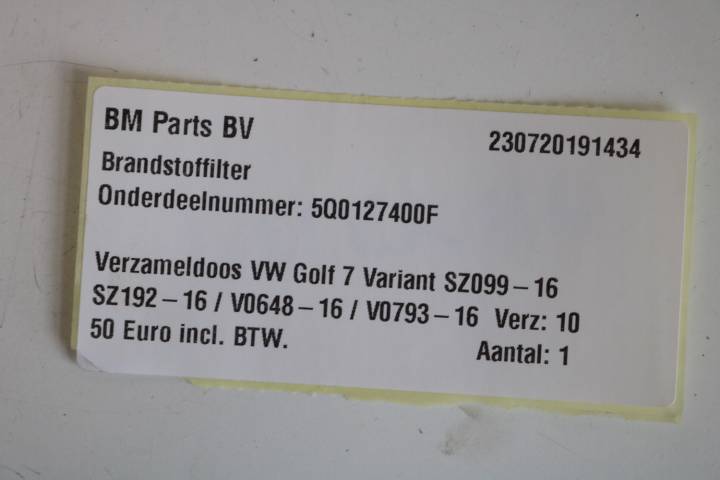 BM Parts BV 230720191434
Brandstoffilter
Onderdeelnummer: 5Q0127400F
Verzameldoos VW Golf 7 Variant SZ099-16
SZ192-16 / V0648-16 / V0793-16 Verz: 10
50 Euro incl. BTW. Aantal: 1